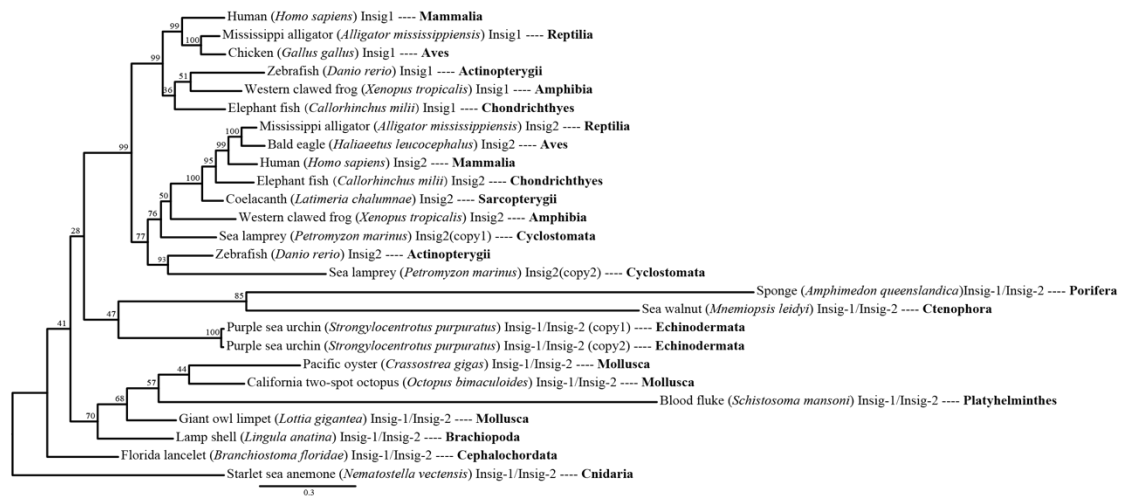 Human (Homo sapiens) Insig1 ---- Mammalia
99
Mississippi alligator (Alligator mississippiensis) Insig1 ---- Reptilia
100
Chicken (Gallus gallus) Insig1 ---- Aves
99
Zebrafish (Danio rerio) Insig1 ---- Actinopterygii
51
Western clawed frog (Xenopus tropicalis) Insig1 ---- Amphibia
36
Elephant fish (Callorhinchus milii) Insig1 ---- Chondrichthyes
Mississippi alligator (Alligator mississippiensis) Insig2 ---- Reptilia
100
Bald eagle (Haliaeetus leucocephalus) Insig2 ---- Aves
99
99
Human (Homo sapiens) Insig2 ---- Mammalia
95
Elephant fish (Callorhinchus milii) Insig2 ---- Chondrichthyes
100
Coelacanth (Latimeria chalumnae) Insig2 ---- Sarcopterygii
50
Western clawed frog (Xenopus tropicalis) Insig2 ---- Amphibia
76
Sea lamprey (Petromyzon marinus) Insig2(copy1) ---- Cyclostomata
28
77
Zebrafish (Danio rerio) Insig2 ---- Actinopterygii
93
Sea lamprey (Petromyzon marinus) Insig2(copy2) ---- Cyclostomata
Sponge (Amphimedon queenslandica)Insig-1/Insig-2 ---- Porifera
85
Sea walnut (Mnemiopsis leidyi) Insig-1/Insig-2 ---- Ctenophora
47
Purple sea urchin (Strongylocentrotus purpuratus) Insig-1/Insig-2 (copy1) ---- Echinodermata
41
100
Purple sea urchin (Strongylocentrotus purpuratus) Insig-1/Insig-2 (copy2) ---- Echinodermata
Pacific oyster (Crassostrea gigas) Insig-1/Insig-2 ---- Mollusca
44
California two-spot octopus (Octopus bimaculoides) Insig-1/Insig-2 ---- Mollusca
57
Blood fluke (Schistosoma mansoni) Insig-1/Insig-2 ---- Platyhelminthes
68
Giant owl limpet (Lottia gigantea) Insig-1/Insig-2 ---- Mollusca
70
Lamp shell (Lingula anatina) Insig-1/Insig-2 ---- Brachiopoda
Florida lancelet (Branchiostoma floridae) Insig-1/Insig-2 ---- Cephalochordata
Starlet sea anemone (Nematostella vectensis) Insig-1/Insig-2 ---- Cnidaria
0.3